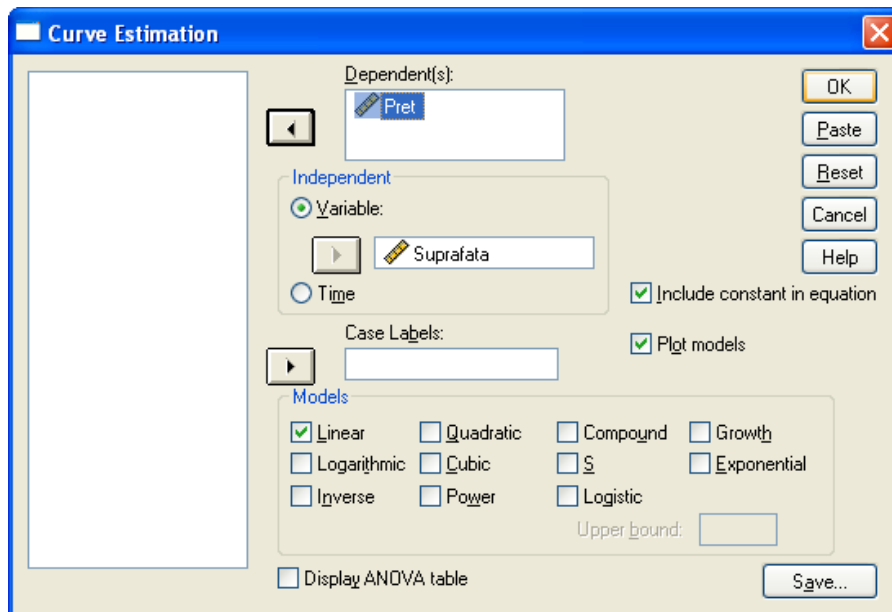 Curve Estimation
Dependent(s):
Pret
OK
Paste
Reset
Cancel
Help
Independent
Variable:
Suprafata
Time
Include constant in equation
Case Labels:
Plot models
Models
Linear Quadratic Compound Growth
Logarithmic Cubic S Exponential
Inverse Power Logistic
Upper bound:
Display ANOVA table
Save...